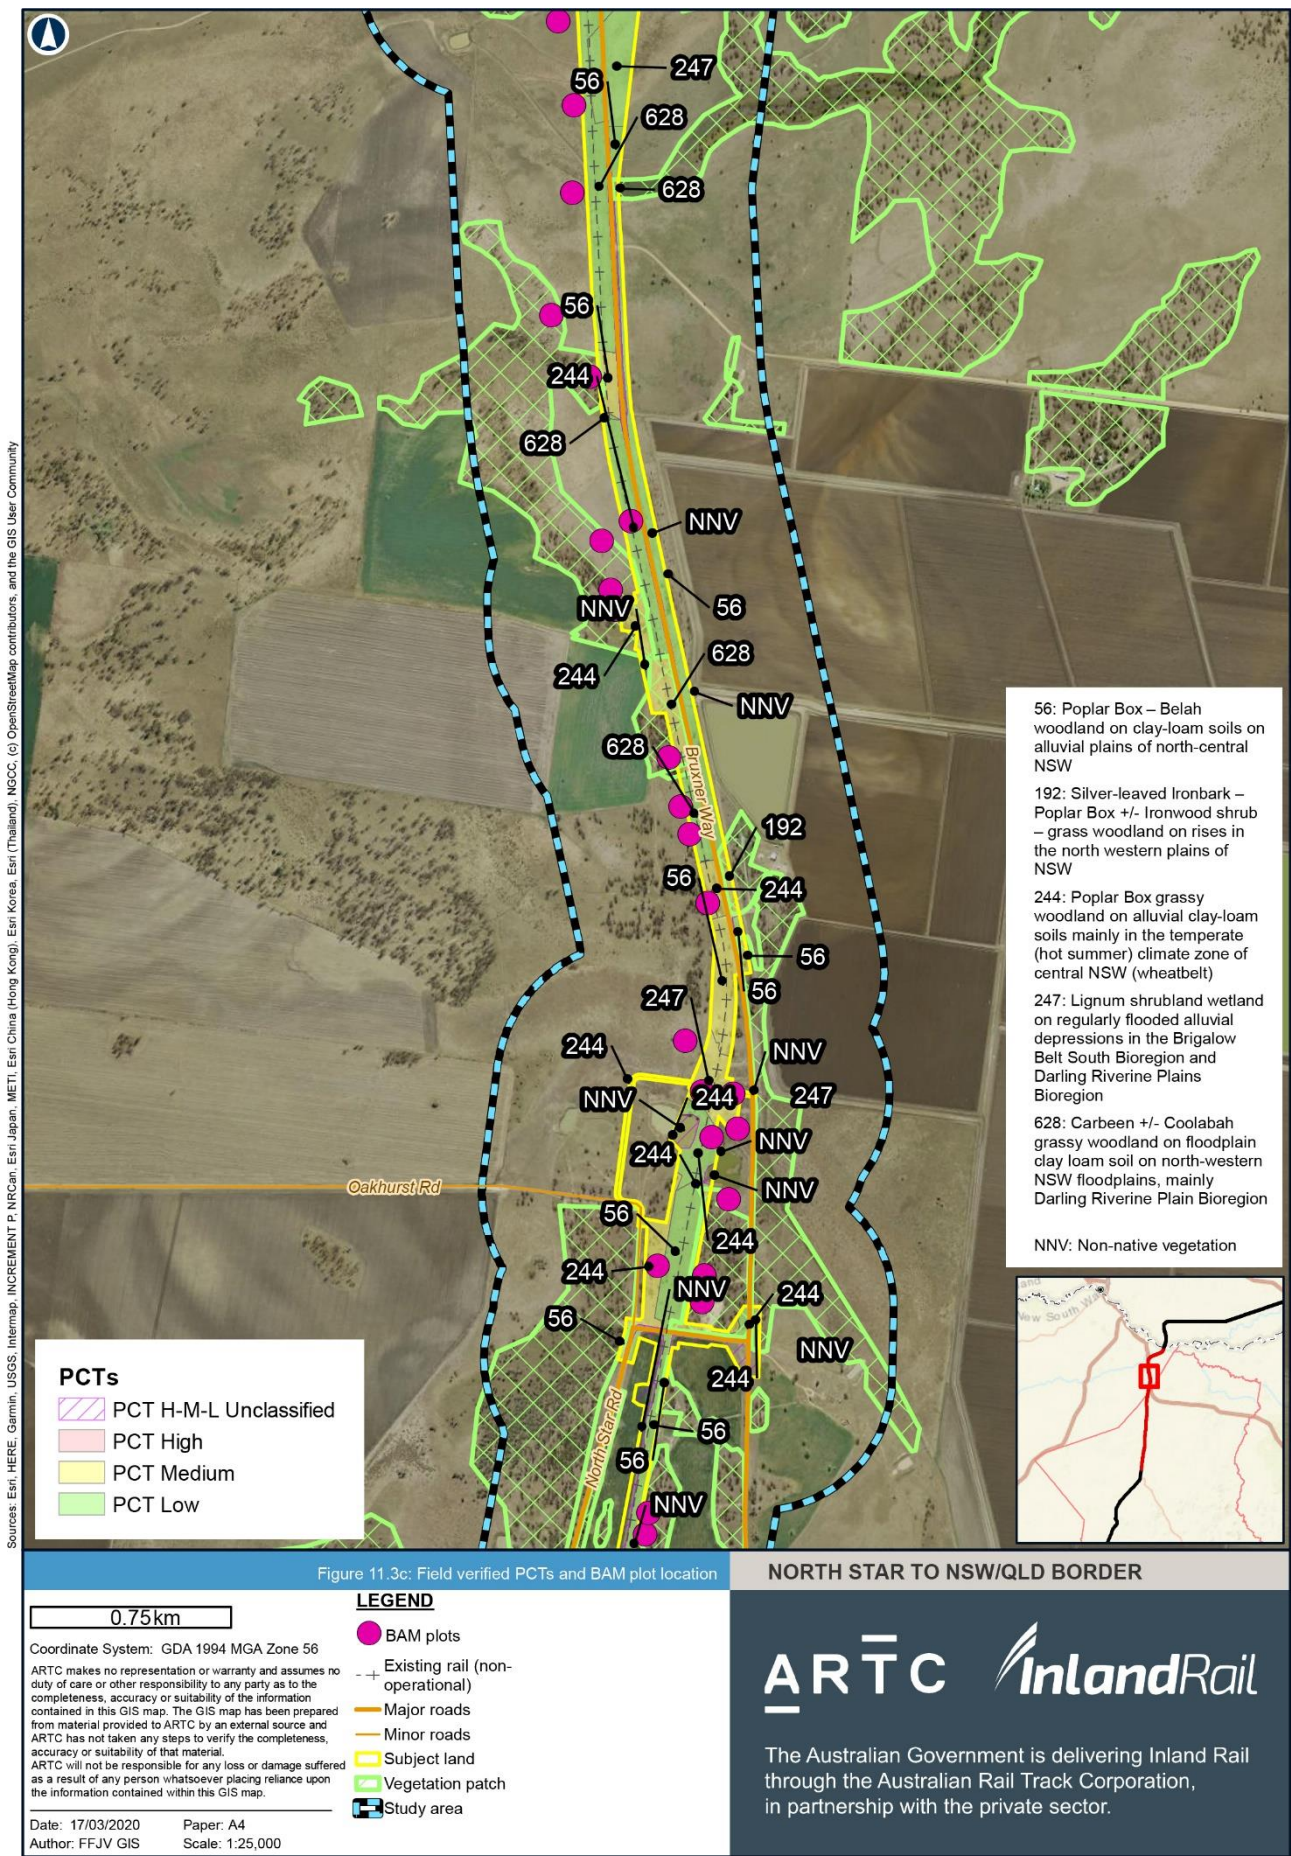 247
56
628
628
56
244
628
NNV
56
NNV
244
628
NNV
628
Bruxner Way
192
56
244
56
56
247
244
NNV
NNV
244
247
NNV
244
NNV
56
244
244
NNV
244
56
NNV
244
56
56
NNV
Oakhurst Rd
North Star Rd
56: Poplar Box – Belah
woodland on clay-loam soils on
alluvial plains of north-central
NSW
192: Silver-leaved Ironbark –
Poplar Box +/- Ironwood shrub
– grass woodland on rises in
the north western plains of
NSW
244: Poplar Box grassy
woodland on alluvial clay-loam
soils mainly in the temperate
(hot summer) climate zone of
central NSW (wheatbelt)
247: Lignum shrubland wetland
on regularly flooded alluvial
depressions in the Brigalow
Belt South Bioregion and
Darling Riverine Plains
Bioregion
628: Carbeen +/- Coolabah
grassy woodland on floodplain
clay loam soil on north-western
NSW floodplains, mainly
Darling Riverine Plain Bioregion
NNV: Non-native vegetation
PCTs
PCT H-M-L Unclassified
PCT High
PCT Medium
PCT Low
Sources: Esri, HERE, Garmin, USGS, Intermap, INCREMENT P, NRCan, Esri Japan, METI, Esri China (Hong Kong), Esri Korea, Esri (Thailand), NGCC, (c) OpenStreetMap contributors, and the GIS User Community
Figure 11.3c: Field verified PCTs and BAM plot location
NORTH STAR TO NSW/QLD BORDER
0.75km
Coordinate System: GDA 1994 MGA Zone 56
ARTC makes no representation or warranty and assumes no
duty of care or other responsibility to any party as to the
completeness, accuracy or suitability of the information
contained in this GIS map. The GIS map has been prepared
from material provided to ARTC by an external source and
ARTC has not taken any steps to verify the completeness,
accuracy or suitability of that material.
ARTC will not be responsible for any loss or damage suffered
as a result of any person whatsoever placing reliance upon
the information contained within this GIS map.
Date: 17/03/2020 Paper: A4
Author: FFJV GIS Scale: 1:25,000
LEGEND
BAM plots
Existing rail (non-
operational)
Major roads
Minor roads
Subject land
Vegetation patch
Study area
ARTC InlandRail
The Australian Government is delivering Inland Rail
through the Australian Rail Track Corporation,
in partnership with the private sector.